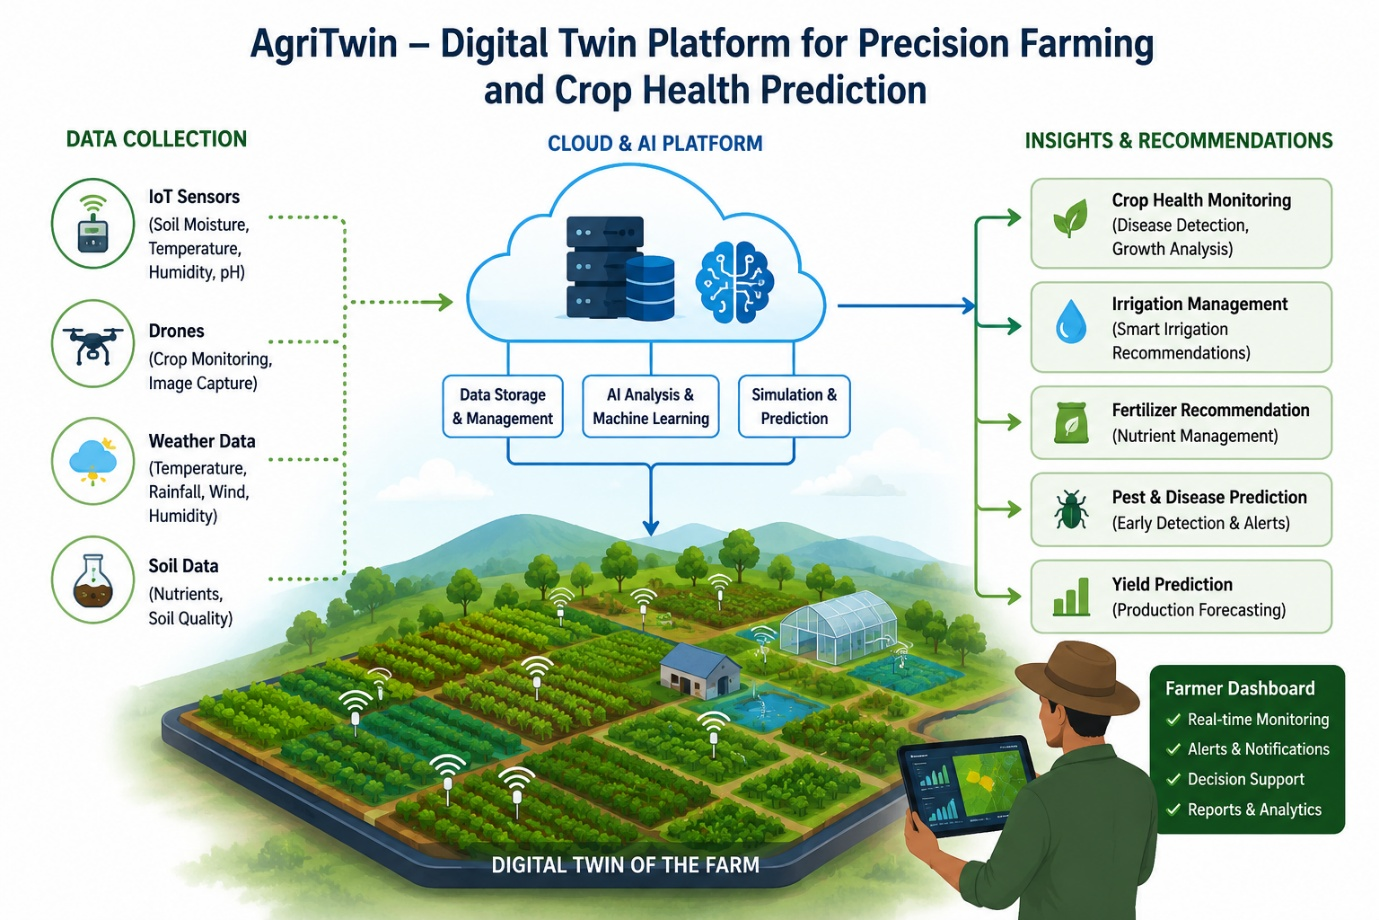 AgriTwin – Digital Twin Platform for Precision Farming
and Crop Health Prediction
DATA COLLECTION
IoT Sensors
(Soil Moisture,
Temperature,
Humidity, pH)
Drones
(Crop Monitoring,
Image Capture)
Weather Data
(Temperature,
Rainfall, Wind,
Humidity)
Soil Data
(Nutrients,
Soil Quality)
CLOUD & AI PLATFORM
Data Storage
& Management
AI Analysis &
Machine Learning
Simulation &
Prediction
INSIGHTS & RECOMMENDATIONS
Crop Health Monitoring
(Disease Detection,
Growth Analysis)
Irrigation Management
(Smart Irrigation
Recommendations)
Fertilizer Recommendation
(Nutrient Management)
Pest & Disease Prediction
(Early Detection & Alerts)
Yield Prediction
(Production Forecasting)
Farmer Dashboard
Real-time Monitoring
Alerts & Notifications
Decision Support
Reports & Analytics
DIGITAL TWIN OF THE FARM